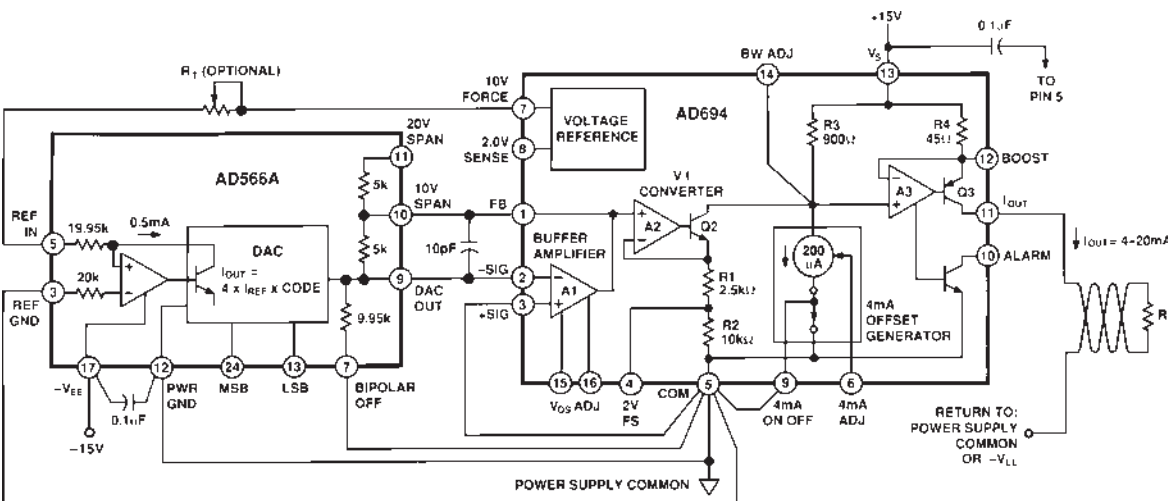 +15V
0.1uF
TO
PIN 5
BW ADJ
14
VS
13
RT (OPTIONAL)
10V
FORCE
7
2.0V
SENSE
8
VOLTAGE
REFERENCE
AD694
R3
900Ω
R4
45Ω
12
BOOST
20V
SPAN
11
AD566A
5k
10V
SPAN
10
5k
10pF
FB
1
BUFFER
AMPLIFIER
V I
CONVERTER
A2
Q2
A3
Q3
IOUT
11
IOUT = 4-20mA
10
ALARM
REF
IN
5
19.95k
0.5mA
DAC
IOUT =
4 x IREF x CODE
20k
3
REF
GND
9
DAC
OUT
9.95k
-SIG
2
3
+SIG
A1
R1
2.5kΩ
R2
10kΩ
200
uA
4mA
OFFSET
GENERATOR
17
-VEE
12
PWR
GND
24
MSB
13
LSB
7
BIPOLAR
OFF
0.1uF
-15V
15
16
VOS ADJ
4
2V
FS
COM
5
9
4mA
ON OFF
6
4mA
ADJ
R
RETURN TO:
POWER SUPPLY
COMMON
OR -VLL
POWER SUPPLY COMMON